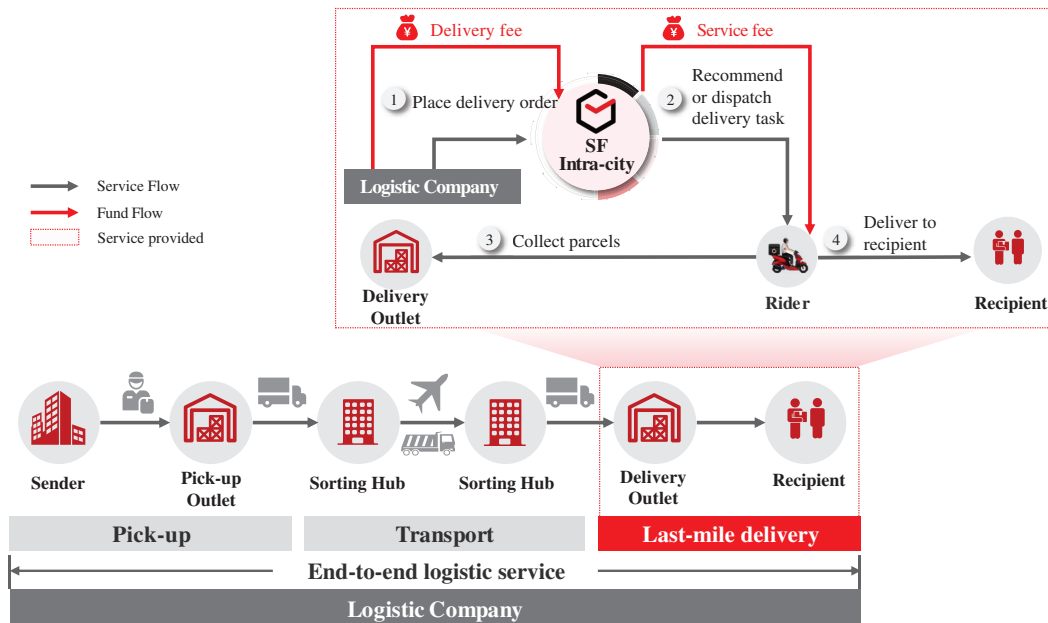 Delivery fee
Service fee
1
Place delivery order
2
Recommend
or dispatch
delivery task
SF
Intra-city
Logistic Company
Service Flow
Fund Flow
Service provided
3
Collect parcels
4
Deliver to
recipient
Delivery
Outlet
Rider
Recipient
Sender
Pick-up
Outlet
Sorting Hub
Sorting Hub
Delivery
Outlet
Recipient
Pick-up
Transport
Last-mile delivery
End-to-end logistic service
Logistic Company